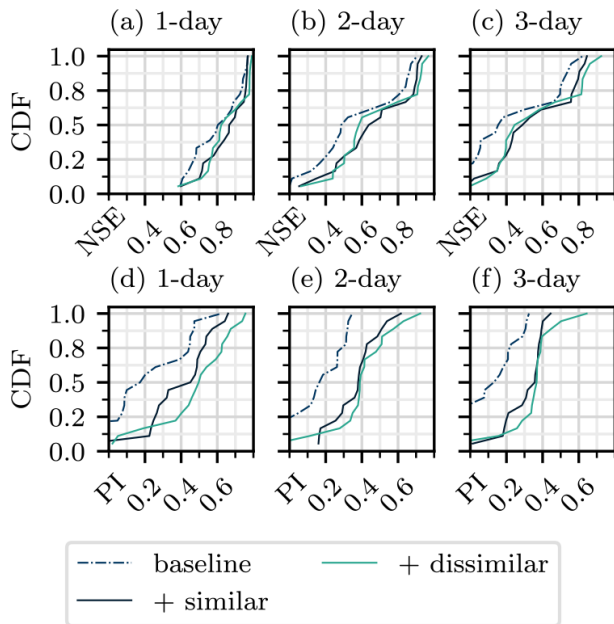 (a) 1-day (b) 2-day (c) 3-day
CDF
1.0
0.8
0.5
0.2
0.0
NSE 0.4 0.6 0.8 NSE 0.4 0.6 0.8 NSE 0.4 0.6 0.8
(d) 1-day (e) 2-day (f) 3-day
CDF
1.0
0.8
0.5
0.2
0.0
PI 0.2 0.4 0.6 PI 0.2 0.4 0.6 PI 0.2 0.4 0.6
baseline + dissimilar
+ similar